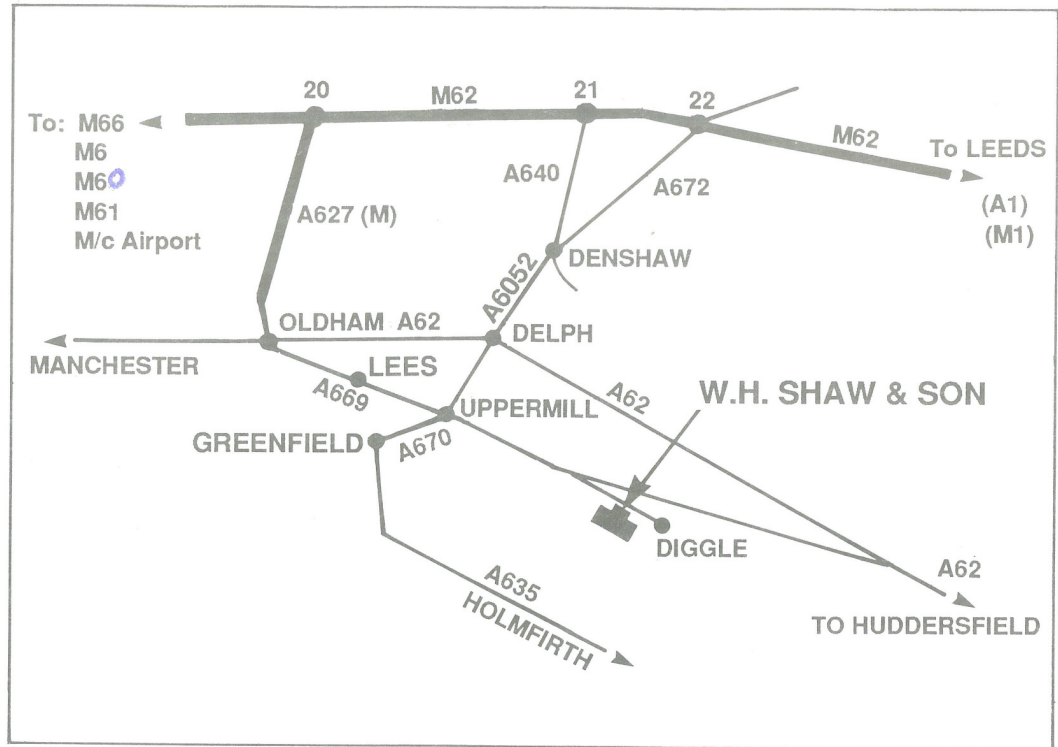 20
21
22
M62
M62
To: M66
M6
M60
M61
M/c Airport
To LEEDS
(A1)
(M1)
A640
A672
A627 (M)
DENSHAW
A6052
OLDHAM A62
DELPH
MANCHESTER
LEES
A669
A62
W.H. SHAW & SON
UPPERMILL
GREENFIELD
A670
DIGGLE
A62
A635
HOLMFIRTH
TO HUDDERSFIELD